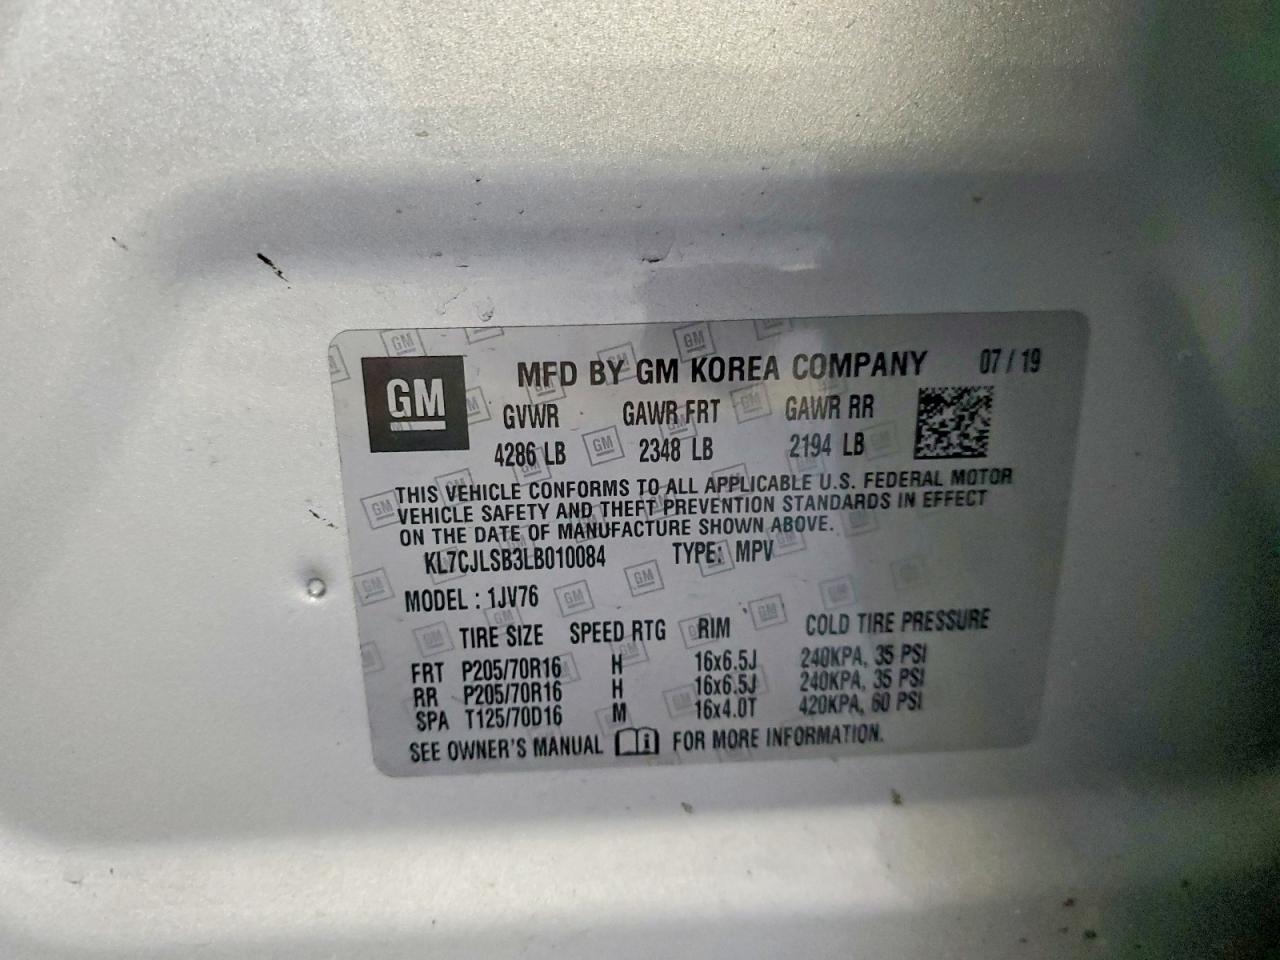 GM
MFD BY GM KOREA COMPANY 07/19
GVWR GAWR FRT GAWR RR
4286 LB 2348 LB 2194 LB
THIS VEHICLE CONFORMS TO ALL APPLICABLE U.S. FEDERAL MOTOR
VEHICLE SAFETY AND THEFT PREVENTION STANDARDS IN EFFECT
ON THE DATE OF MANUFACTURE SHOWN ABOVE.
KL7CJLSB3LB010084 TYPE: MPV
MODEL : 1JV76
TIRE SIZE SPEED RTG RIM COLD TIRE PRESSURE
FRT P205/70R16 H 16x6.5J 240KPA, 35 PSI
RR P205/70R16 H 16x6.5J 240KPA, 35 PSI
SPA T125/70D16 M 16x4.0T 420KPA, 60 PSI
SEE OWNER'S MANUAL FOR MORE INFORMATION.